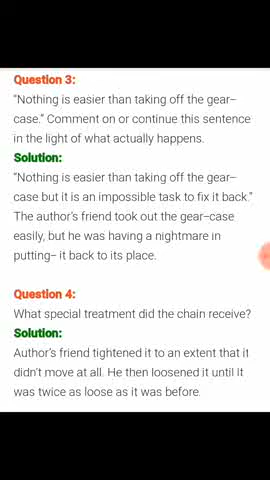 Question 3:
“Nothing is easier than taking off the gear–
case.” Comment on or continue this sentence
in the light of what actually happens.
Solution:
“Nothing is easier than taking off the gear–
case but it is an impossible task to fix it back.”
The author’s friend took out the gear–case
easily, but he was having a nightmare in
putting– it back to its place.
Question 4:
What special treatment did the chain receive?
Solution:
Author’s friend tightened it to an extent that it
didn’t move at all. He then loosened it until It
was twice as loose as it was before.